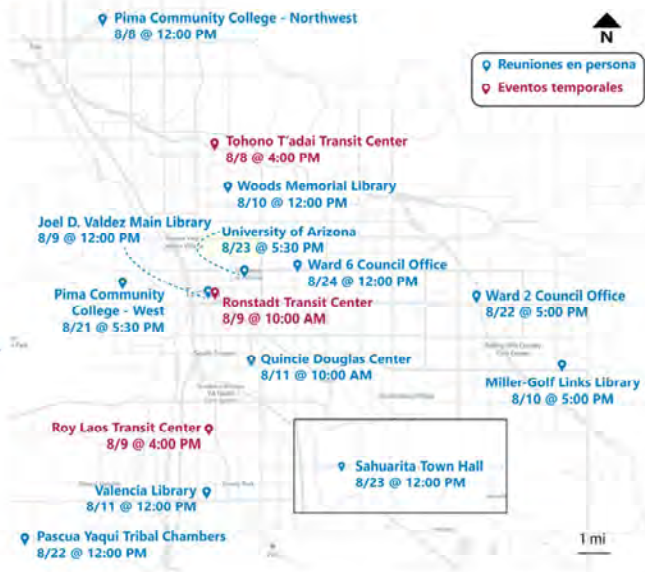 Pima Community College - Northwest
8/8 @ 12:00 PM
N
Reuniones en persona
Eventos temporales
Tohono T'adai Transit Center
8/8 @ 4:00 PM
Woods Memorial Library
8/10 @ 12:00 PM
Joel D. Valdez Main Library
8/9 @ 12:00 PM
University of Arizona
8/23 @ 5:30 PM
Ward 6 Council Office
8/24 @ 12:00 PM
Pima Community
College - West
8/21 @ 5:30 PM
Ronstadt Transit Center
8/9 @ 10:00 AM
Ward 2 Council Office
8/22 @ 5:00 PM
South Tucson
Quincie Douglas Center
8/11 @ 10:00 AM
Miller-Golf Links Library
8/10 @ 5:00 PM
Roy Laos Transit Center
8/9 @ 4:00 PM
Sahuarita Town Hall
8/23 @ 12:00 PM
Valencia Library
8/11 @ 12:00 PM
Pascua Yaqui Tribal Chambers
8/22 @ 12:00 PM
1 mi